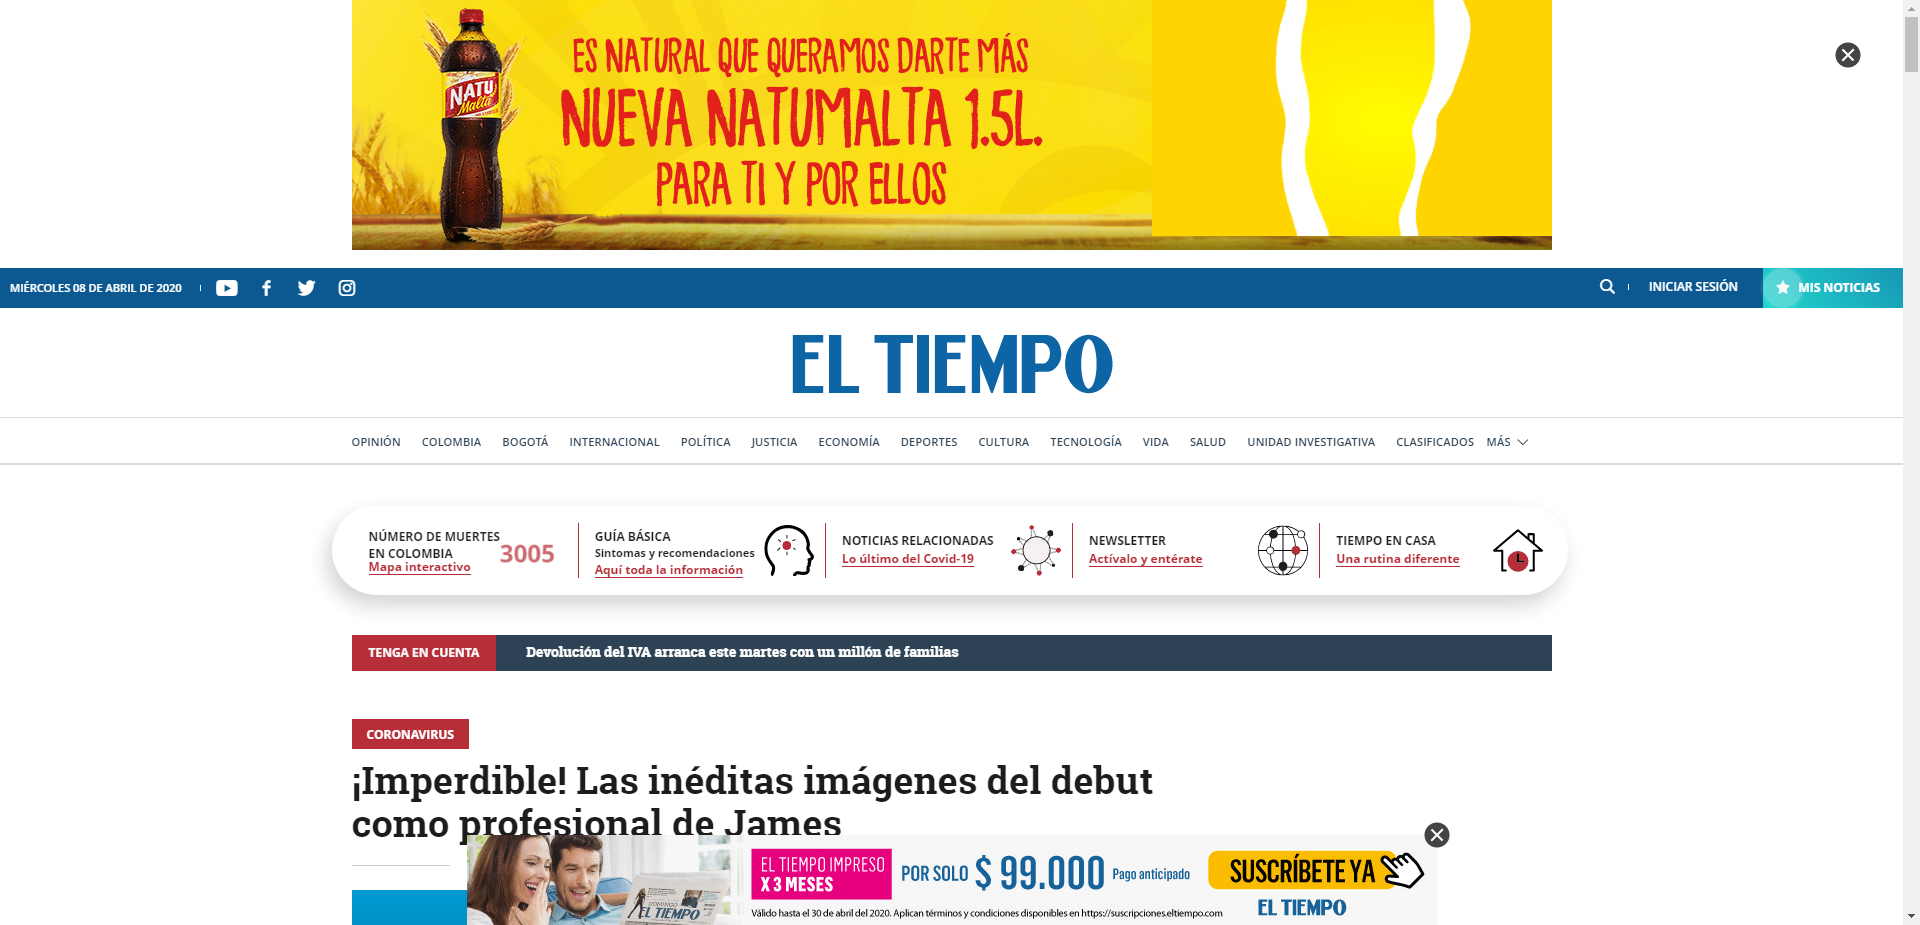 ES NATURAL QUE QUERAMOS DARTE MÁS
NATU
Malta
NUEVA NATUMALTA 1.5L.
PARA TI Y POR ELLOS
MIÉRCOLES 08 DE ABRIL DE 2020
INICIAR SESIÓN
MIS NOTICIAS
EL TIEMPO
OPINIÓN COLOMBIA BOGOTÁ INTERNACIONAL POLÍTICA JUSTICIA ECONOMÍA DEPORTES CULTURA TECNOLOGÍA VIDA SALUD UNIDAD INVESTIGATIVA CLASIFICADOS MÁS
NÚMERO DE MUERTES
EN COLOMBIA
Mapa interactivo
3005
GUÍA BÁSICA
Sintomas y recomendaciones
Aquí toda la información
NOTICIAS RELACIONADAS
Lo último del Covid-19
NEWSLETTER
Actívalo y entérate
TIEMPO EN CASA
Una rutina diferente
TENGA EN CUENTA
Devolución del IVA arranca este martes con un millón de familias
CORONAVIRUS
¡Imperdible! Las inéditas imágenes del debut
como profesional de James
DOMINGO
EL TIEMPO
EL TIEMPO IMPRESO
X 3 MESES
POR SOLO $ 99.000 Pago anticipado
SUSCRÍBETE YA
Válido hasta el 30 de abril del 2020. Aplican términos y condiciones disponibles en https://suscripciones.eltiempo.com
EL TIEMPO